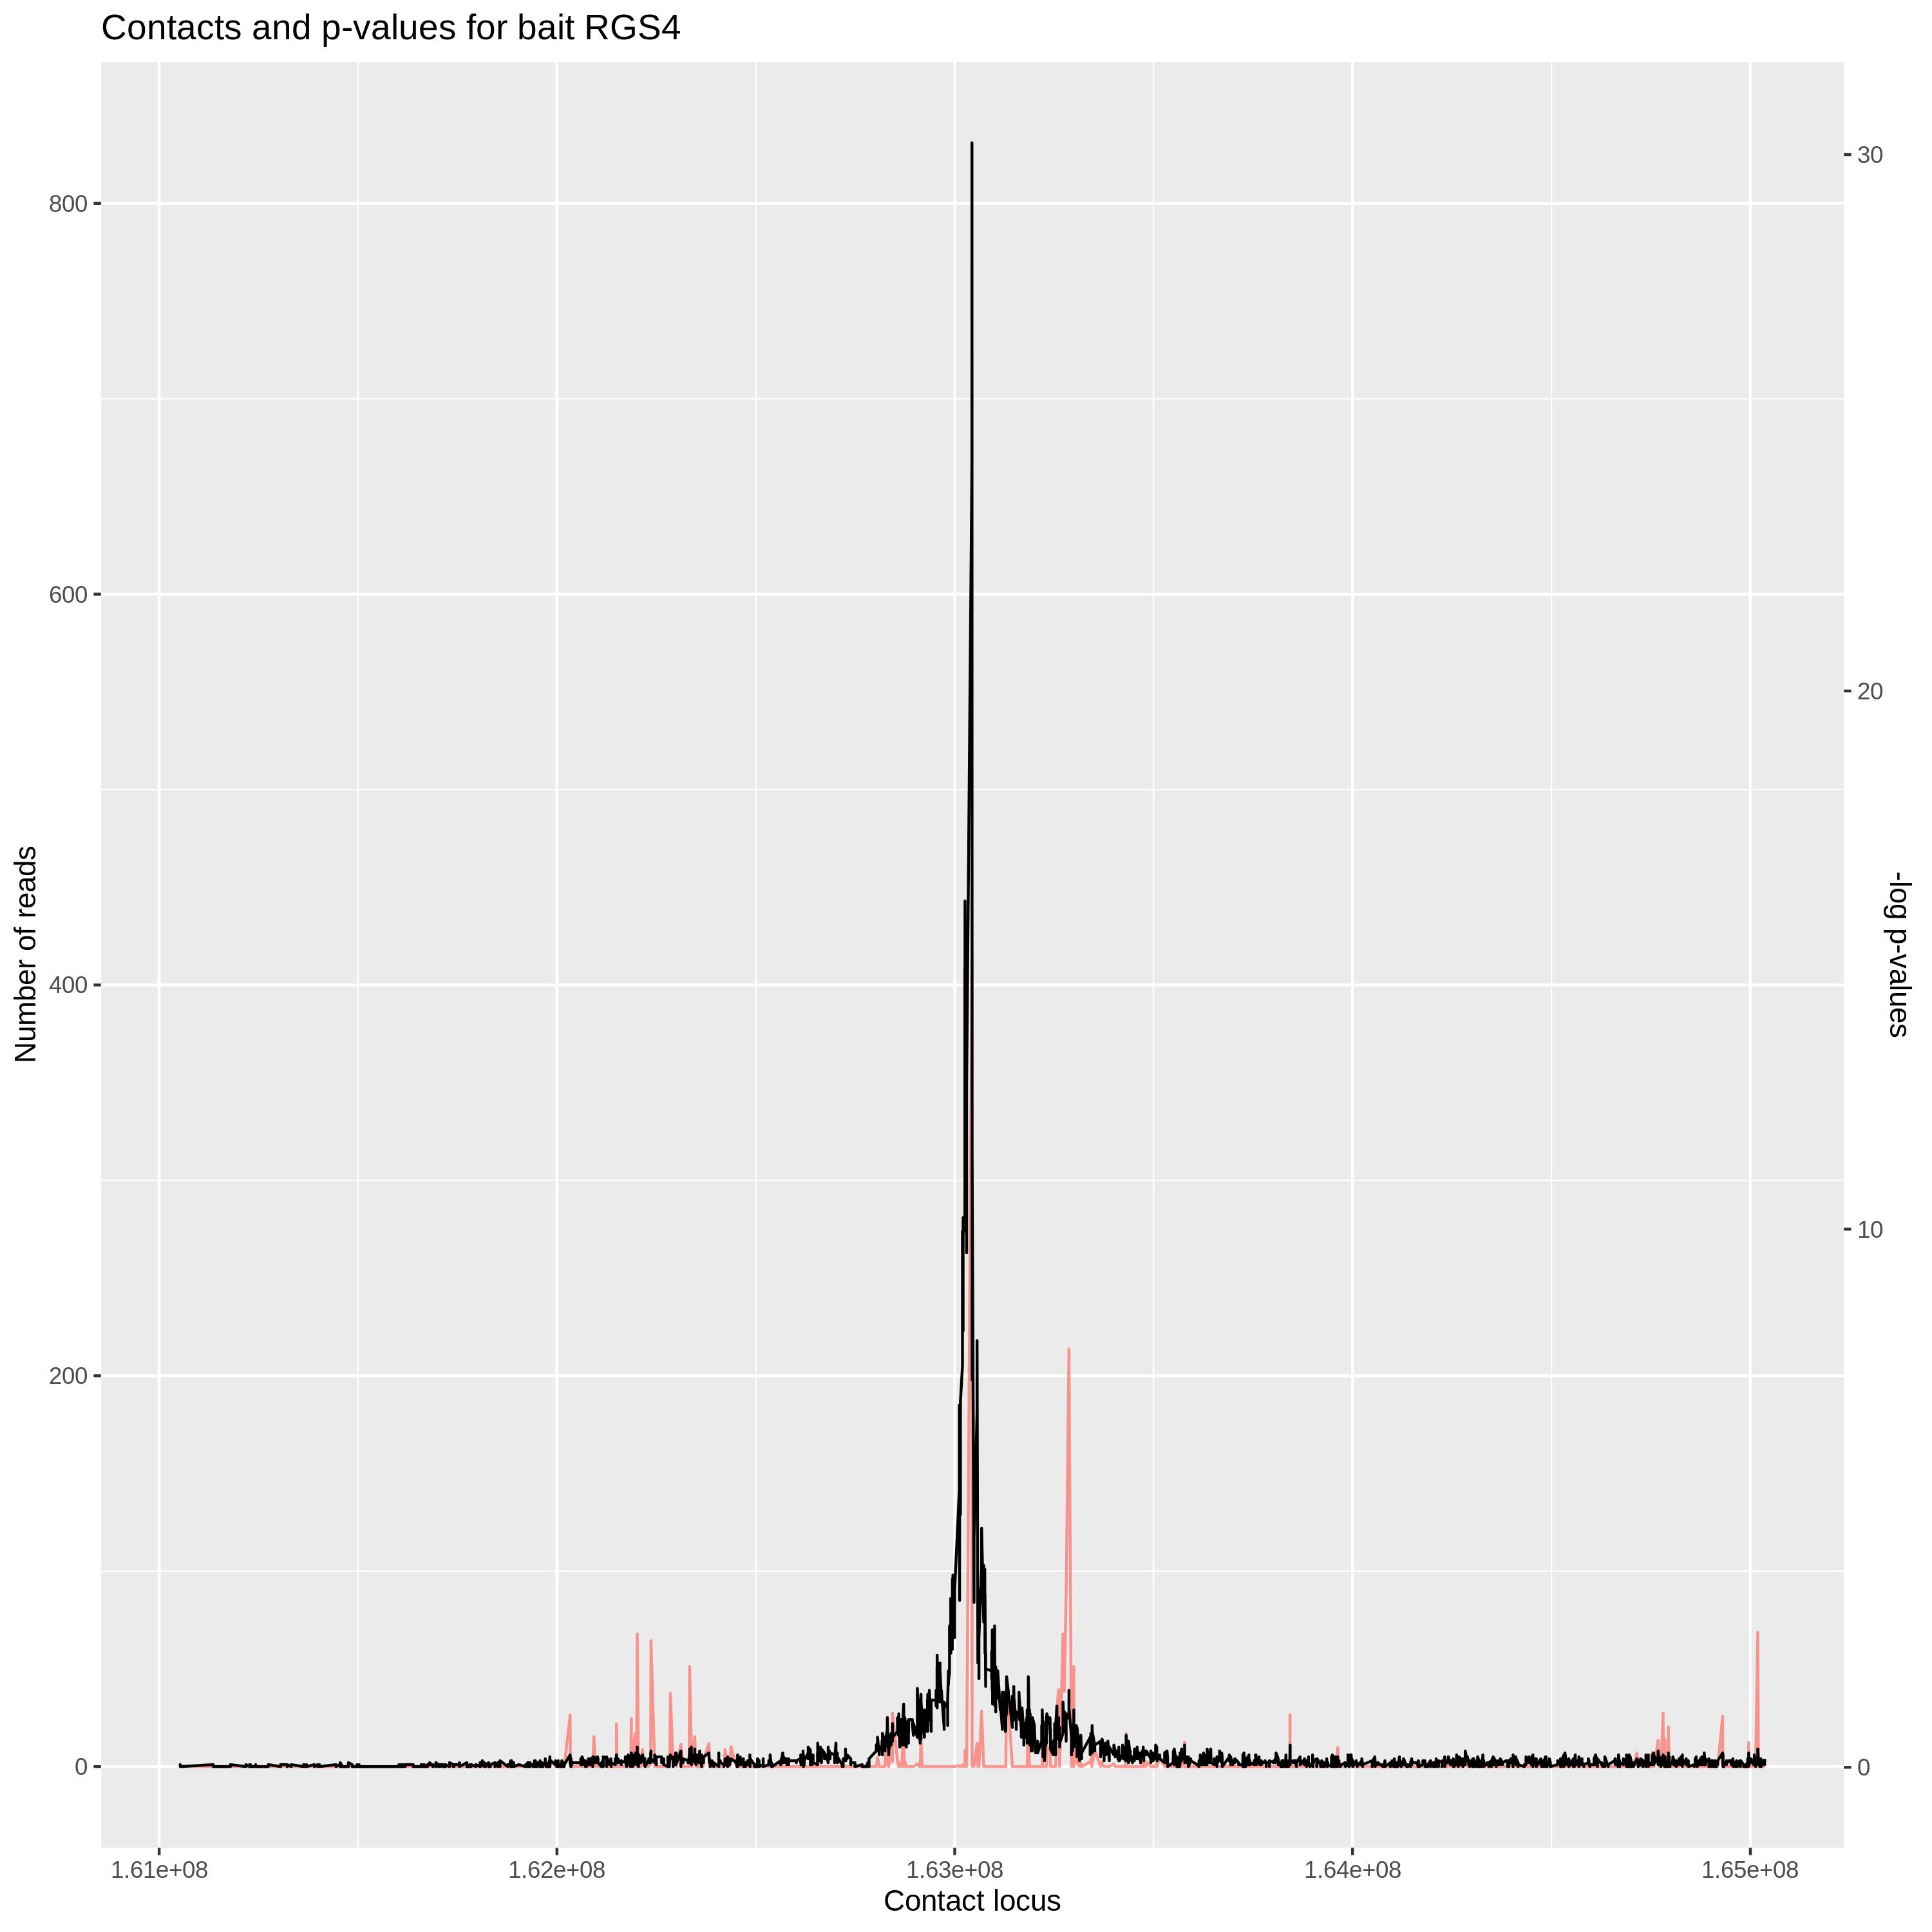 Contacts and p-values for bait RGS4
800
600
400
200
0
Number of reads
30
20
10
0
-log p-values
1.61e+08
1.62e+08
1.63e+08
1.64e+08
1.65e+08
Contact locus